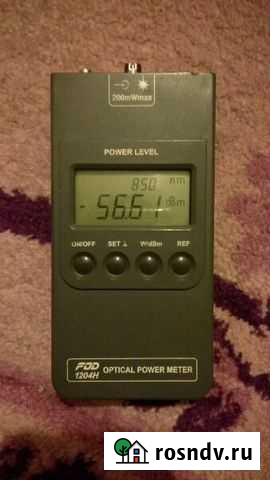 200mWmax
POWER LEVEL
850 nm
- 56.61 dBm
ON/OFF SET λ W/dBm REF
FOD
1204H OPTICAL POWER METER
rosndv.ru